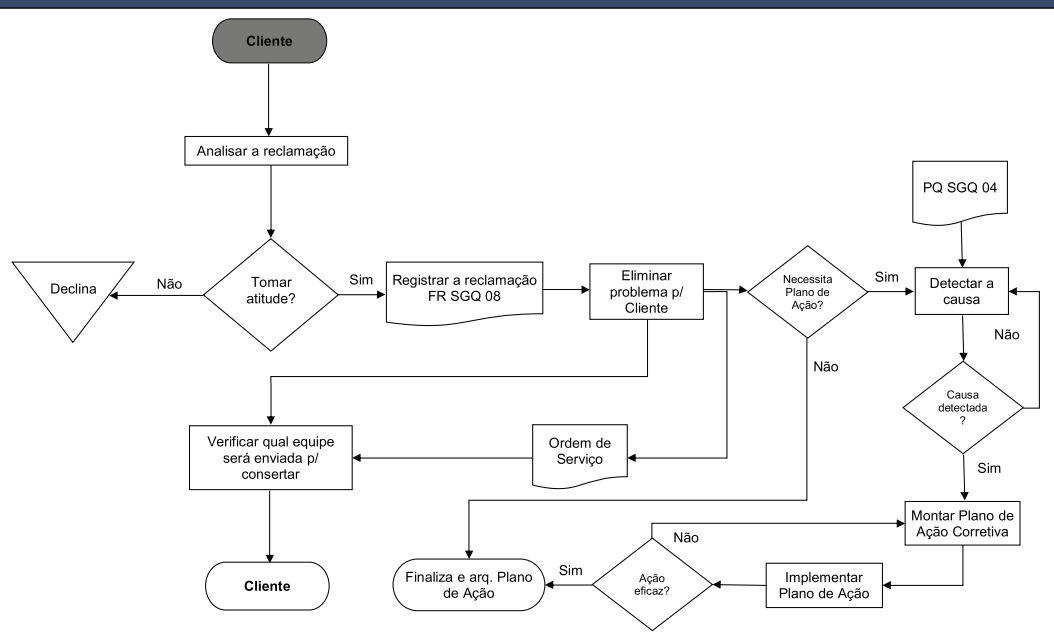 Cliente
Analisar a reclamação
PQ SGQ 04
Declina
Não
Tomar
atitude?
Sim
Registrar a reclamação
FR SGQ 08
Eliminar
problema p/
Cliente
Necessita
Plano de
Ação?
Sim
Detectar a
causa
Não
Não
Causa
detectada
?
Verificar qual equipe
será enviada p/
consertar
Ordem de
Serviço
Sim
Montar Plano de
Ação Corretiva
Não
Cliente
Finaliza e arq. Plano
de Ação
Sim
Ação
eficaz?
Implementar
Plano de Ação